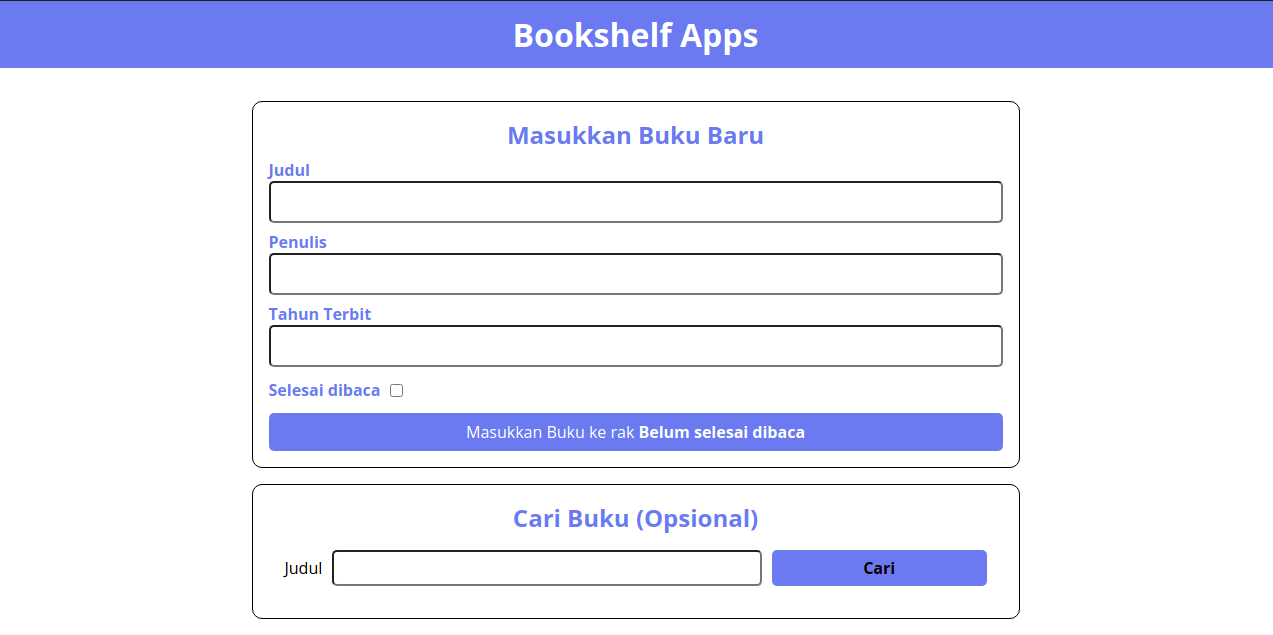 Bookshelf Apps
Masukkan Buku Baru
Judul
Penulis
Tahun Terbit
Selesai dibaca
Masukkan Buku ke rak Belum selesai dibaca
Cari Buku (Opsional)
Judul Cari